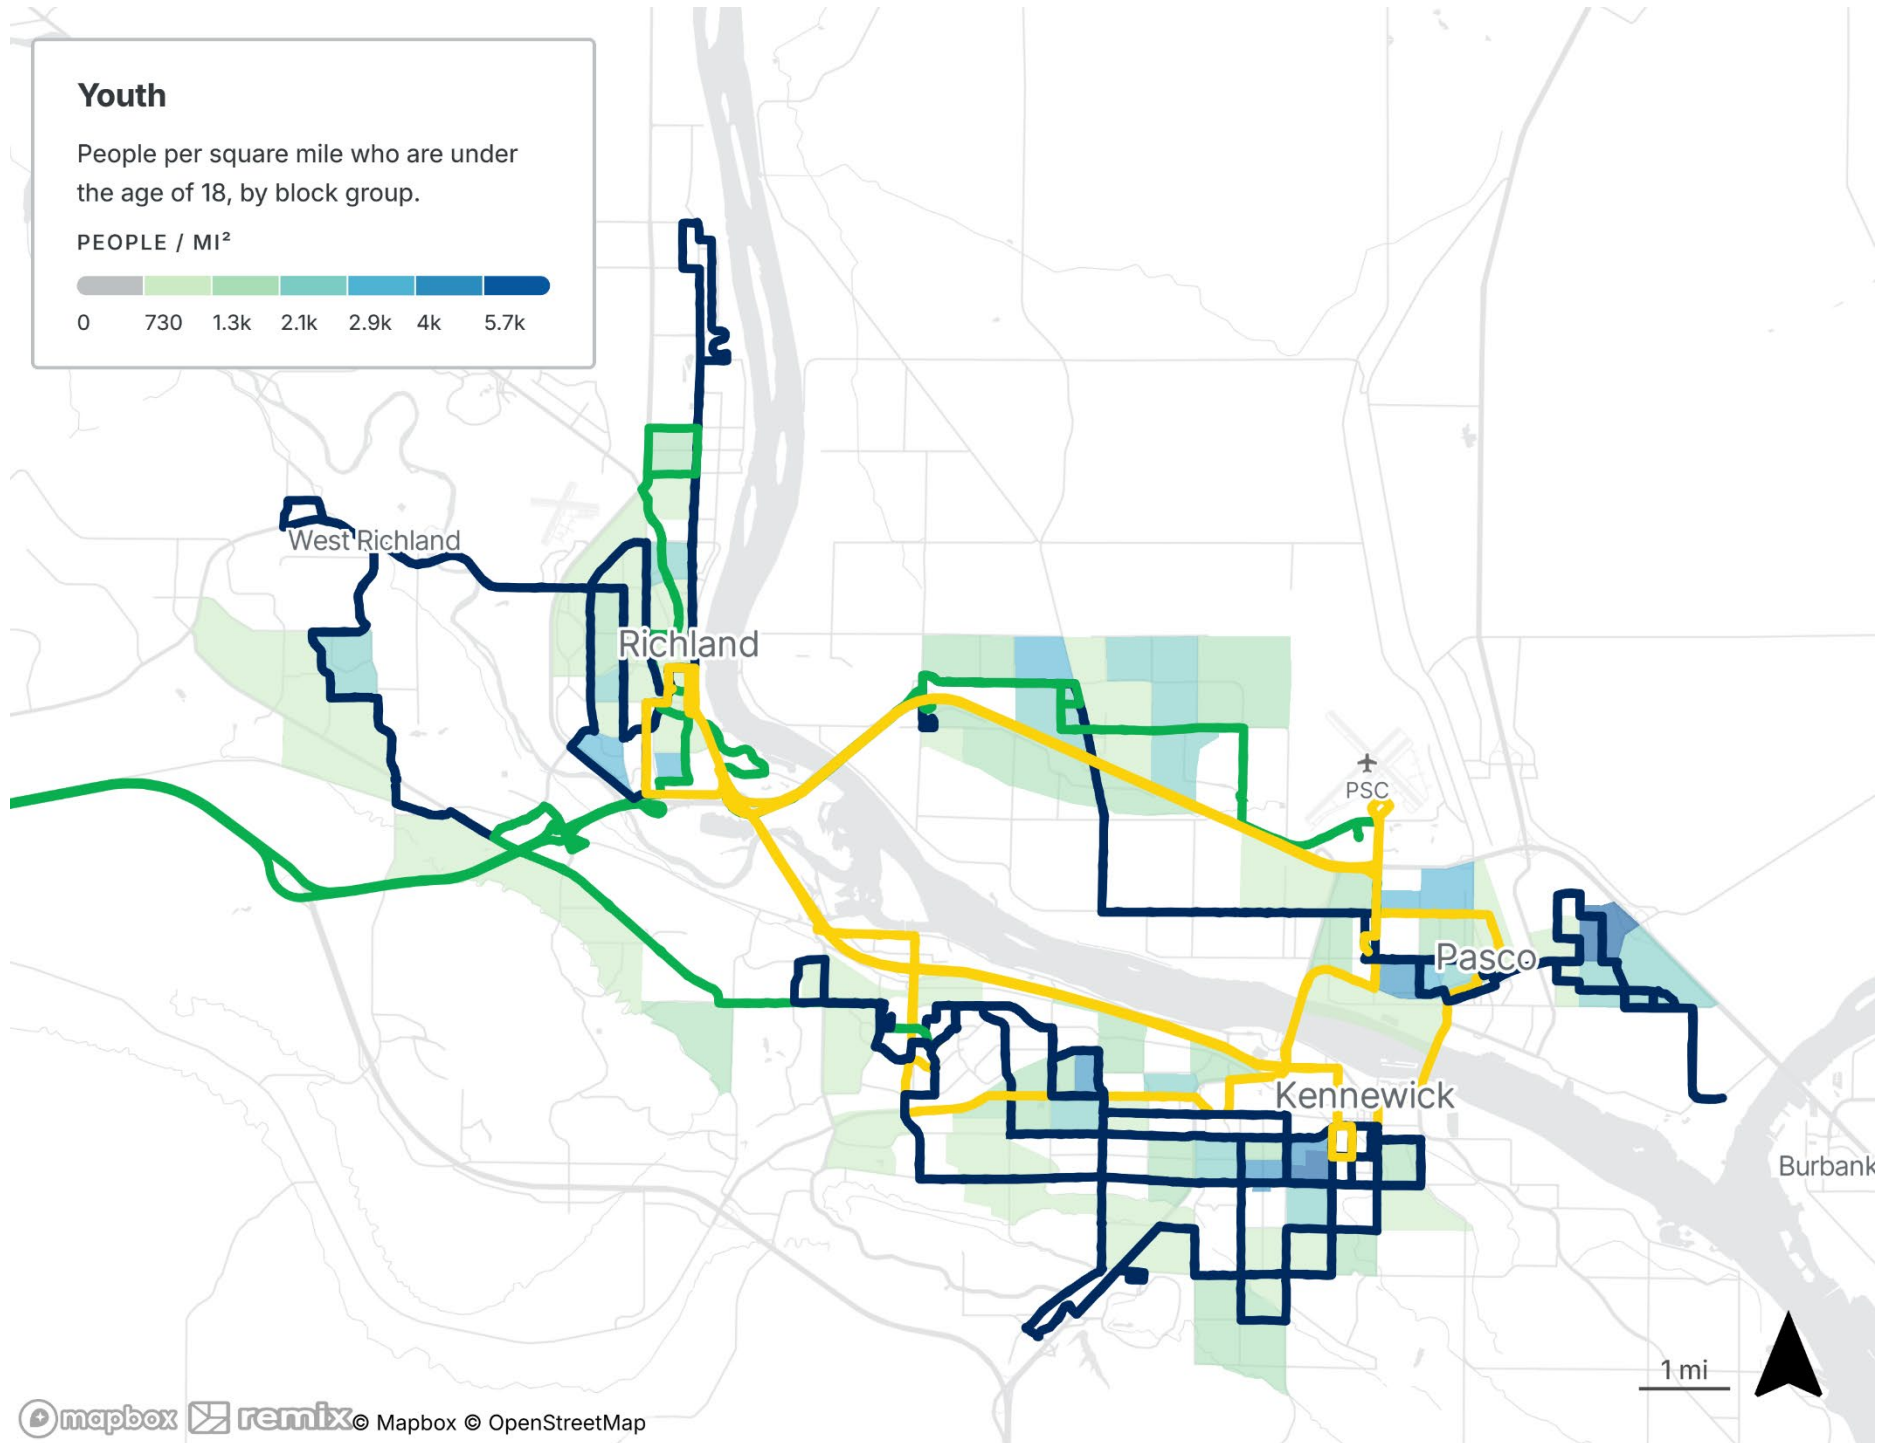 Youth
People per square mile who are under
the age of 18, by block group.
PEOPLE / MI²
0 730 1.3k 2.1k 2.9k 4k 5.7k
West Richland
Richland
PSC
Pasco
Kennewick
Burbank
1 mi
mapbox remix © Mapbox © OpenStreetMap